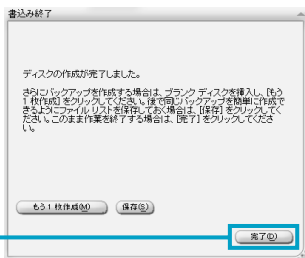 書込み終了
ディスクの作成が完了しました。
さらにバックアップを作成する場合は、ブランク ディスクを挿入し、[もう
1 枚作成] をクリックしてください。後で同じバックアップを簡単に作成で
きるようにファイル リストを保存しておく場合は、[保存] をクリックしてく
ださい。このまま作業を終了する場合は、[完了] をクリックしてくださ
い。
もう 1 枚作成(M)
保存(S)
完了(D)